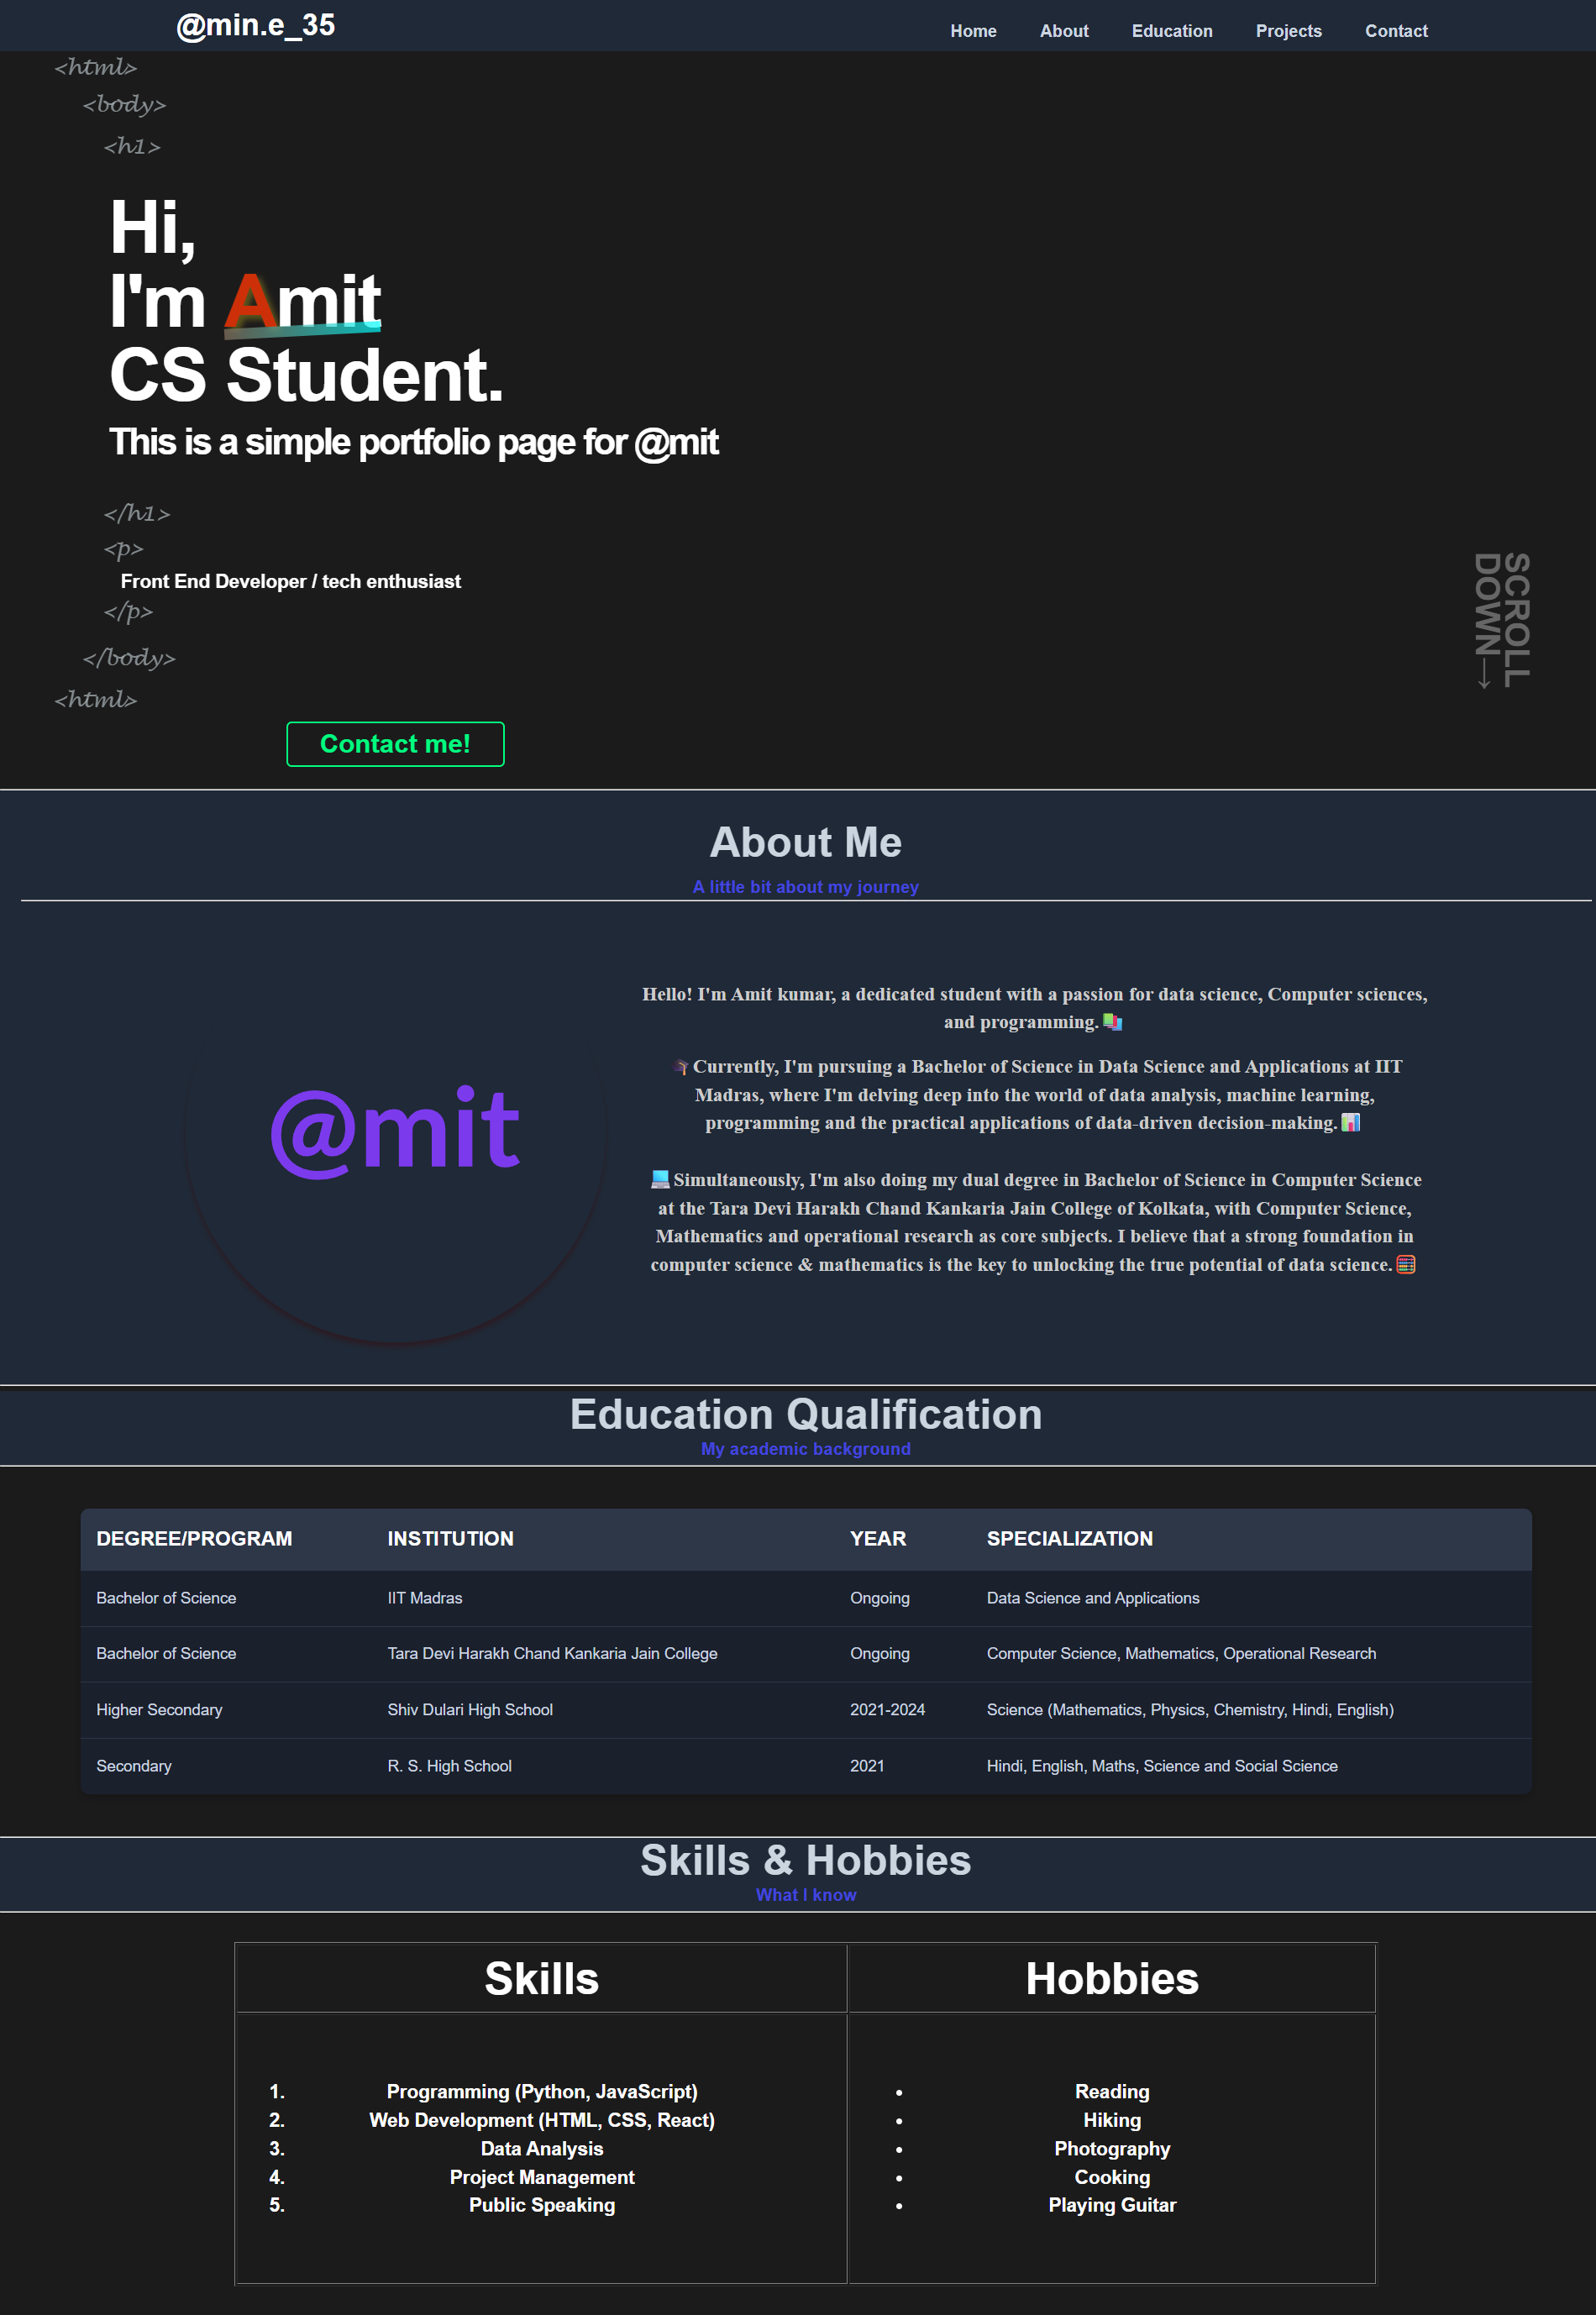 @min.e_35
Home About Education Projects Contact
<html>
<body>
<h1>
Hi,
I'm Amit
CS Student.
This is a simple portfolio page for @mit
</h1>
<p>
Front End Developer / tech enthusiast
</p>
</body>
<html>
SCROLL
DOWN→
Contact me!
About Me
A little bit about my journey
@mit
Hello! I'm Amit kumar, a dedicated student with a passion for data science, Computer sciences,
and programming. 📚
🎓 Currently, I'm pursuing a Bachelor of Science in Data Science and Applications at IIT
Madras, where I'm delving deep into the world of data analysis, machine learning,
programming and the practical applications of data-driven decision-making. 📊
💻 Simultaneously, I'm also doing my dual degree in Bachelor of Science in Computer Science
at the Tara Devi Harakh Chand Kankaria Jain College of Kolkata, with Computer Science,
Mathematics and operational research as core subjects. I believe that a strong foundation in
computer science & mathematics is the key to unlocking the true potential of data science. 🧮
Education Qualification
My academic background
DEGREE/PROGRAM INSTITUTION YEAR SPECIALIZATION
Bachelor of Science IIT Madras Ongoing Data Science and Applications
Bachelor of Science Tara Devi Harakh Chand Kankaria Jain College Ongoing Computer Science, Mathematics, Operational Research
Higher Secondary Shiv Dulari High School 2021-2024 Science (Mathematics, Physics, Chemistry, Hindi, English)
Secondary R. S. High School 2021 Hindi, English, Maths, Science and Social Science
Skills & Hobbies
What I know
Skills
1. Programming (Python, JavaScript)
2. Web Development (HTML, CSS, React)
3. Data Analysis
4. Project Management
5. Public Speaking
Hobbies
• Reading
• Hiking
• Photography
• Cooking
• Playing Guitar